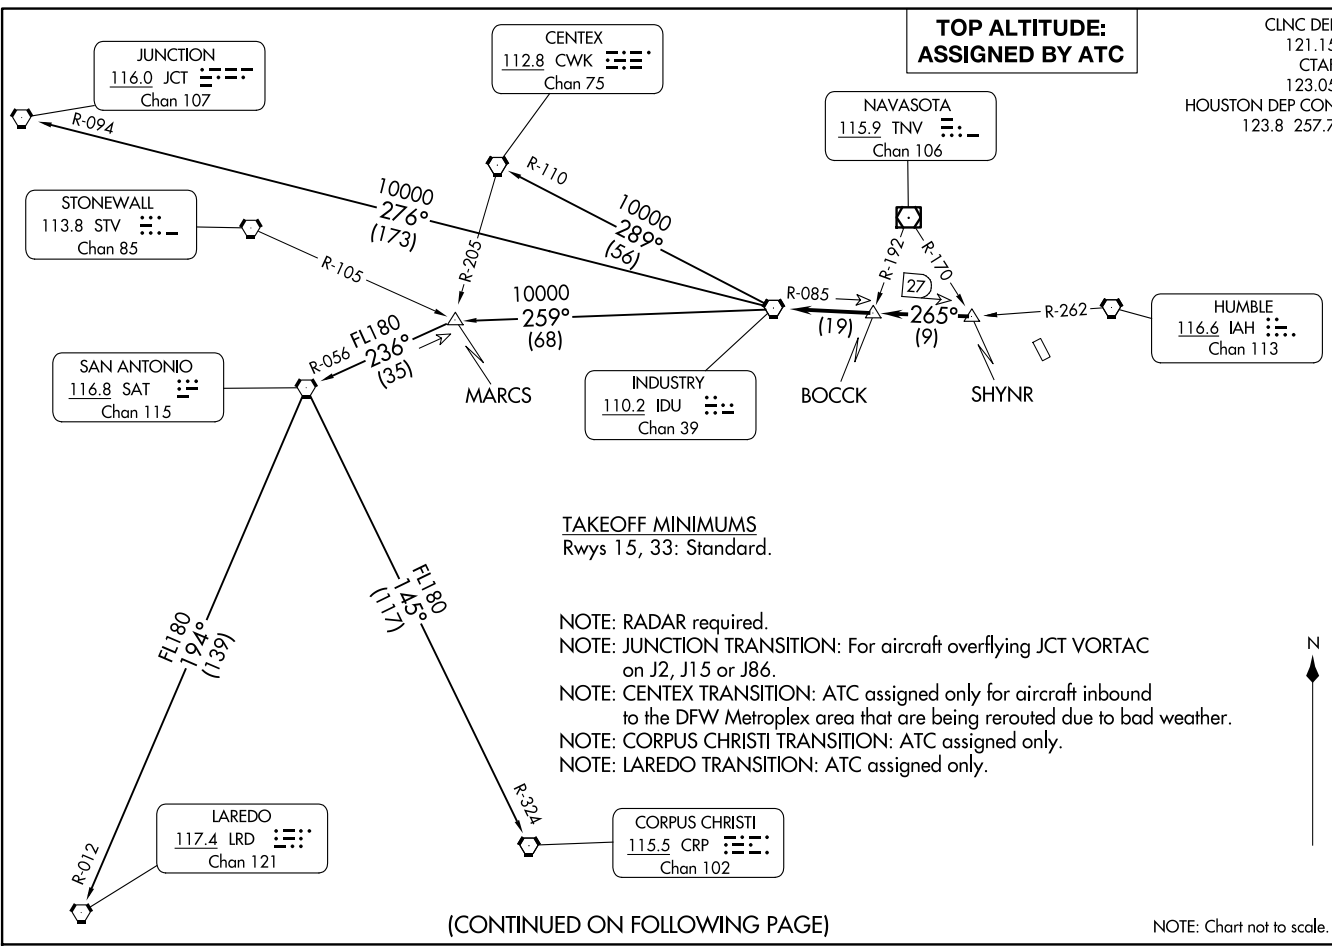 TOP ALTITUDE:
ASSIGNED BY ATC
CLNC DE
121.15
CTA
123.05
HOUSTON DEP CON
123.8 257.7
JUNCTION
116.0 JCT
Chan 107
CENTEX
112.8 CWK
Chan 75
NAVASOTA
115.9 TNV
Chan 106
STONEWALL
113.8 STV
Chan 85
HUMBLE
116.6 IAH
Chan 113
SAN ANTONIO
116.8 SAT
Chan 115
INDUSTRY
110.2 IDU
Chan 39
R-094
10000
276°
(173)
R-110
10000
289°
(56)
R-105
R-205
10000
259°
(68)
R-192
R-170
27
R-085
(19)
265°
(9)
R-262
R-056
FL180
236°
(35)
MARCS
BOCCK
SHYNR
TAKEOFF MINIMUMS
Rwys 15, 33: Standard.
FL180
194°
(139)
FL180
145°
(117)
NOTE: RADAR required.
NOTE: JUNCTION TRANSITION: For aircraft overflying JCT VORTAC
on J2, J15 or J86.
NOTE: CENTEX TRANSITION: ATC assigned only for aircraft inbound
to the DFW Metroplex area that are being rerouted due to bad weather.
NOTE: CORPUS CHRISTI TRANSITION: ATC assigned only.
NOTE: LAREDO TRANSITION: ATC assigned only.
N
R-012
R-324
LAREDO
117.4 LRD
Chan 121
CORPUS CHRISTI
115.5 CRP
Chan 102
(CONTINUED ON FOLLOWING PAGE)
NOTE: Chart not to scale.